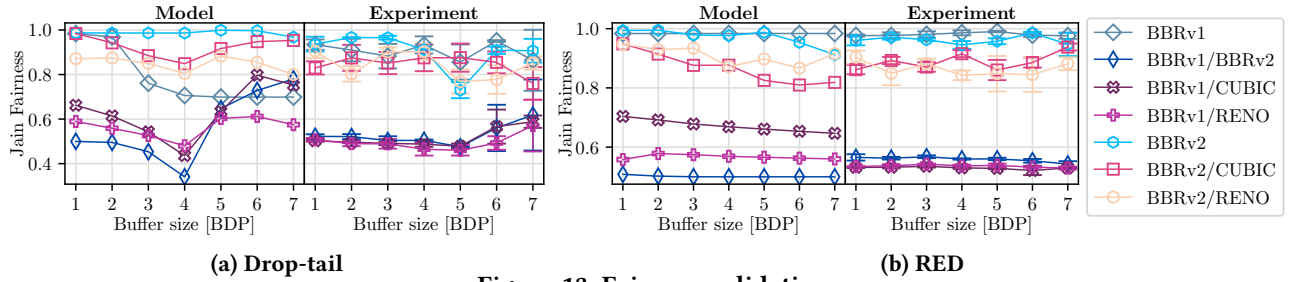 Model Experiment
Jain Fairness
1.0
0.8
0.6
0.4
1 2 3 4 5 6 7 1 2 3 4 5 6 7
Buffer size [BDP] Buffer size [BDP]
(a) Drop-tail
Model Experiment
Jain Fairness
1.0
0.8
0.6
1 2 3 4 5 6 7 1 2 3 4 5 6 7
Buffer size [BDP] Buffer size [BDP]
(b) RED
BBRv1
BBRv1/BBRv2
BBRv1/CUBIC
BBRv1/RENO
BBRv2
BBRv2/CUBIC
BBRv2/RENO